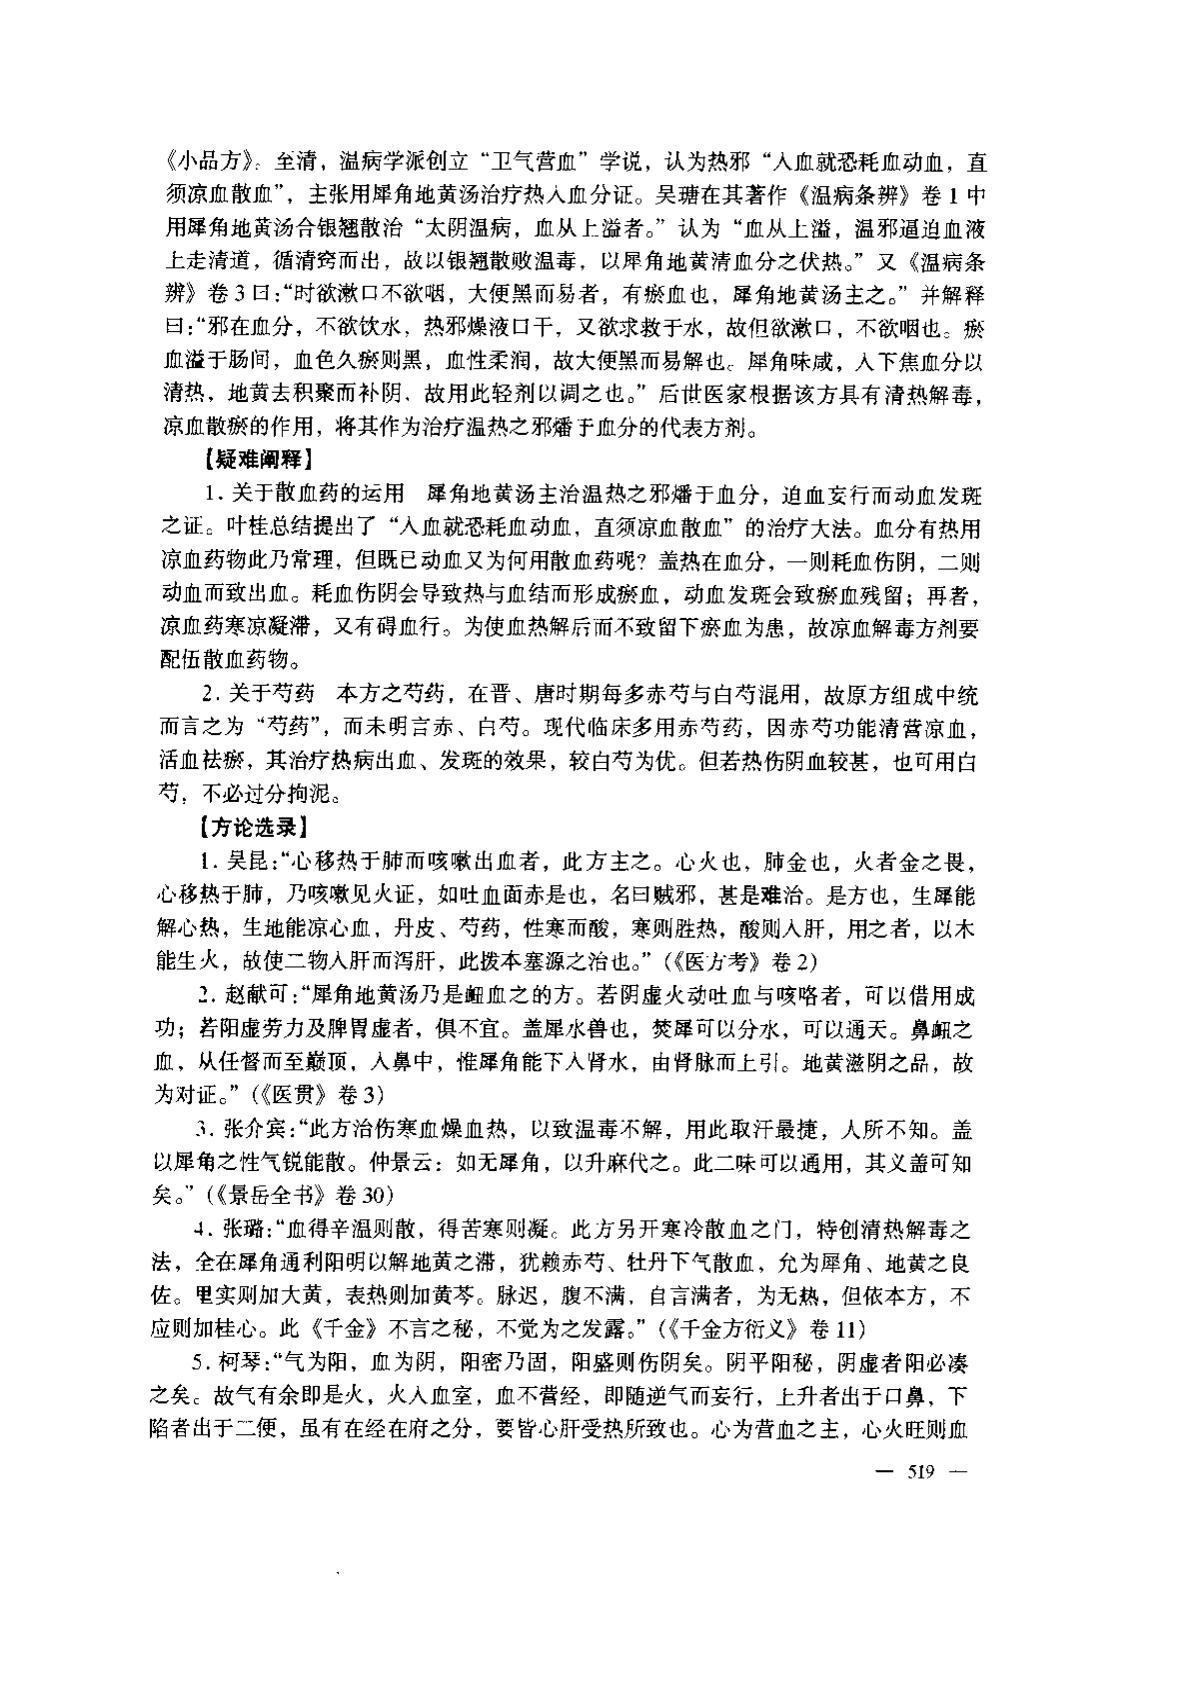 《小品方》。至清，温病学派创立“卫气营血”学说，认为热邪“入血就恐耗血动血，直
须凉血散血”，主张用犀角地黄汤治疗热入血分证。吴瑭在其著作《温病条辨》卷 1 中
用犀角地黄汤合银翘散治“太阴温病，血从上溢者。”认为“血从上溢，温邪逼迫血液
上走清道，循清窍而出，故以银翘散败温毒，以犀角地黄清血分之伏热。”又《温病条
辨》卷 3 曰：“时欲漱口不欲咽，大便黑而易者，有瘀血也，犀角地黄汤主之。”并解释
曰：“邪在血分，不欲饮水，热邪燥液口干，又欲求救于水，故但欲漱口，不欲咽也。瘀
血溢于肠间，血色久瘀则黑，血性柔润，故大便黑而易解也。犀角味咸，入下焦血分以
清热，地黄去积聚而补阴，故用此轻剂以调之也。”后世医家根据该方具有清热解毒，
凉血散瘀的作用，将其作为治疗温热之邪燔于血分的代表方剂。
【疑难阐释】
1. 关于散血药的运用　犀角地黄汤主治温热之邪燔于血分，迫血妄行而动血发斑
之证。叶桂总结提出了“入血就恐耗血动血，直须凉血散血”的治疗大法。血分有热用
凉血药物此乃常理，但既已动血又为何用散血药呢？盖热在血分，一则耗血伤阴，二则
动血而致出血。耗血伤阴会导致热与血结而形成瘀血，动血发斑会致瘀血残留；再者，
凉血药寒凉凝滞，又有碍血行。为使血热解后而不致留下瘀血为患，故凉血解毒方剂要
配伍散血药物。
2. 关于芍药　本方之芍药，在晋、唐时期每多赤芍与白芍混用，故原方组成中统
而言之为“芍药”，而未明言赤、白芍。现代临床多用赤芍药，因赤芍功能清营凉血，
活血祛瘀，其治疗热病出血、发斑的效果，较白芍为优。但若热伤阴血较甚，也可用白
芍，不必过分拘泥。
【方论选录】
1. 吴昆：“心移热于肺而咳嗽出血者，此方主之。心火也，肺金也，火者金之畏，
心移热于肺，乃咳嗽见火证，如吐血面赤是也，名曰贼邪，甚是难治。是方也，生犀能
解心热，生地能凉心血，丹皮、芍药，性寒而酸，寒则胜热，酸则入肝，用之者，以木
能生火，故使二物入肝而泻肝，此拨本塞源之治也。”（《医方考》卷 2）
2. 赵献可：“犀角地黄汤乃是衄血之的方。若阴虚火动吐血与咳咯者，可以借用成
功；若阳虚劳力及脾胃虚者，俱不宜。盖犀水兽也，焚犀可以分水，可以通天。鼻衄之
血，从任督而至巅顶，入鼻中，惟犀角能下入肾水，由肾脉而上引。地黄滋阴之品，故
为对证。”（《医贯》卷 3）
3. 张介宾：“此方治伤寒血燥血热，以致温毒不解，用此取汗最捷，人所不知。盖
以犀角之性气锐能散。仲景云：如无犀角，以升麻代之。此二味可以通用，其义盖可知
矣。”（《景岳全书》卷 30）
4. 张璐：“血得辛温则散，得苦寒则凝。此方另开寒冷散血之门，特创清热解毒之
法，全在犀角通利阳明以解地黄之滞，犹赖赤芍、牡丹下气散血，允为犀角、地黄之良
佐。里实则加大黄，表热则加黄芩。脉迟，腹不满，自言满者，为无热，但依本方，不
应则加桂心。此《千金》不言之秘，不觉为之发露。”（《千金方衍义》卷 11）
5. 柯琴：“气为阳，血为阴，阳密乃固，阳盛则伤阴矣。阴平阳秘，阴虚者阳必凑
之矣。故气有余即是火，火入血室，血不营经，即随逆气而妄行，上升者出于口鼻，下
陷者出于二便，虽有在经在府之分，要皆心肝受热所致也。心为营血之主，心火旺则血
— 519 —